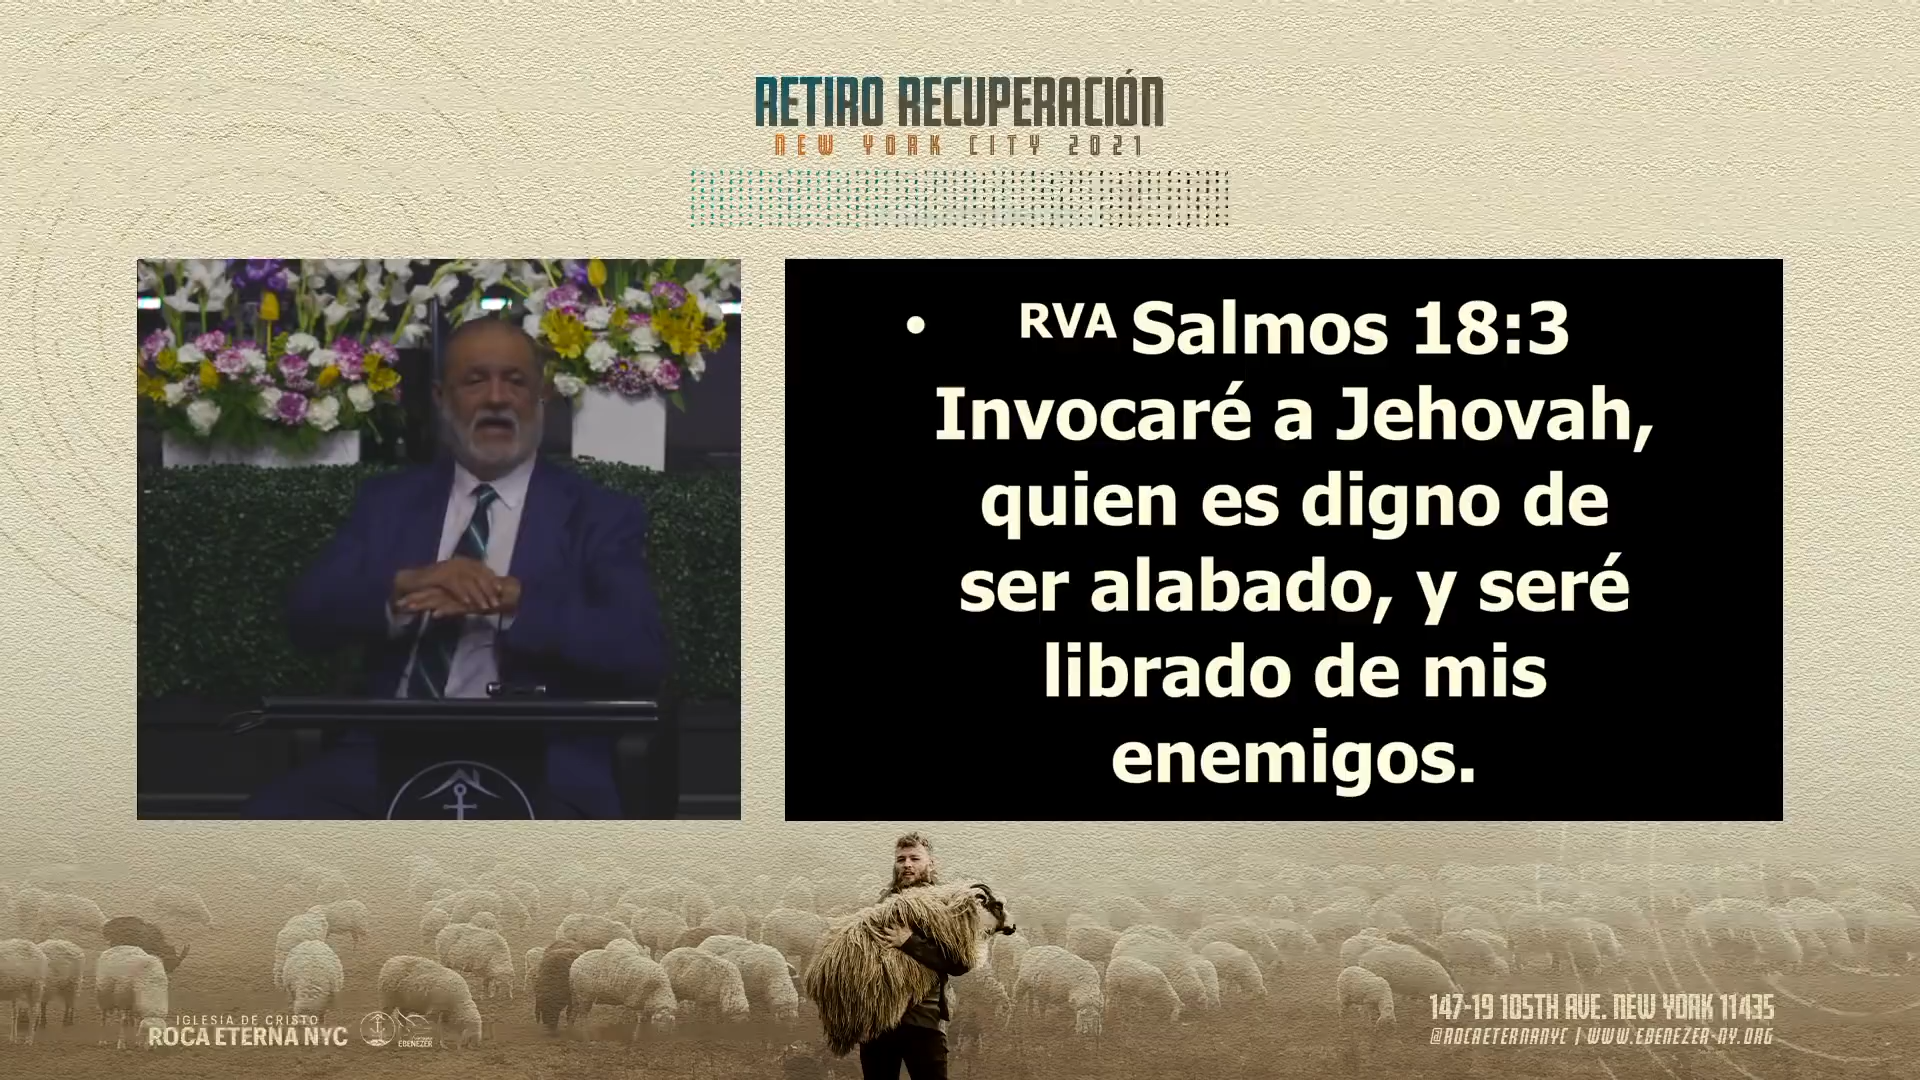 RETIRO RECUPERACIÓN
NEW YORK CITY 2021
• RVA Salmos 18:3
Invocaré a Jehovah,
quien es digno de
ser alabado, y seré
librado de mis
enemigos.
IGLESIA DE CRISTO
ROCA ETERNA NYC
EBENEZER
147-19 105TH AVE. NEW YORK 11435
@ROCAETERNANYC | WWW.EBENEZER-NY.ORG